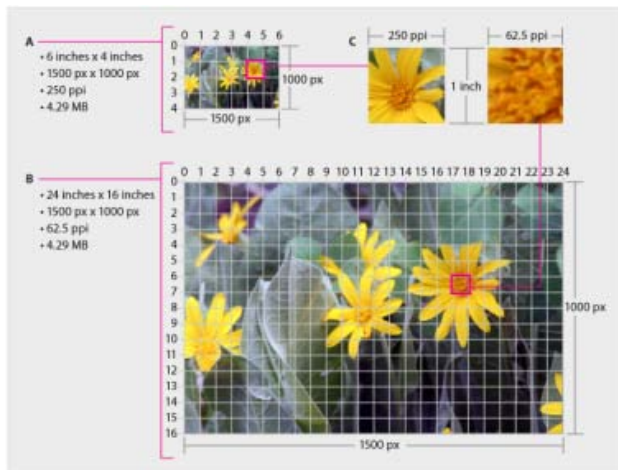 A
• 6 inches x 4 inches
• 1500 px x 1000 px
• 250 ppi
• 4.29 MB
0 1 2 3 4 5 6
0
1
2
3
4
1000 px
1500 px
C
250 ppi
62.5 ppi
1 inch
B
• 24 inches x 16 inches
• 1500 px x 1000 px
• 62.5 ppi
• 4.29 MB
0 1 2 3 4 5 6 7 8 9 10 11 12 13 14 15 16 17 18 19 20 21 22 23 24
0
1
2
3
4
5
6
7
8
9
10
11
12
13
14
15
16
1000 px
1500 px